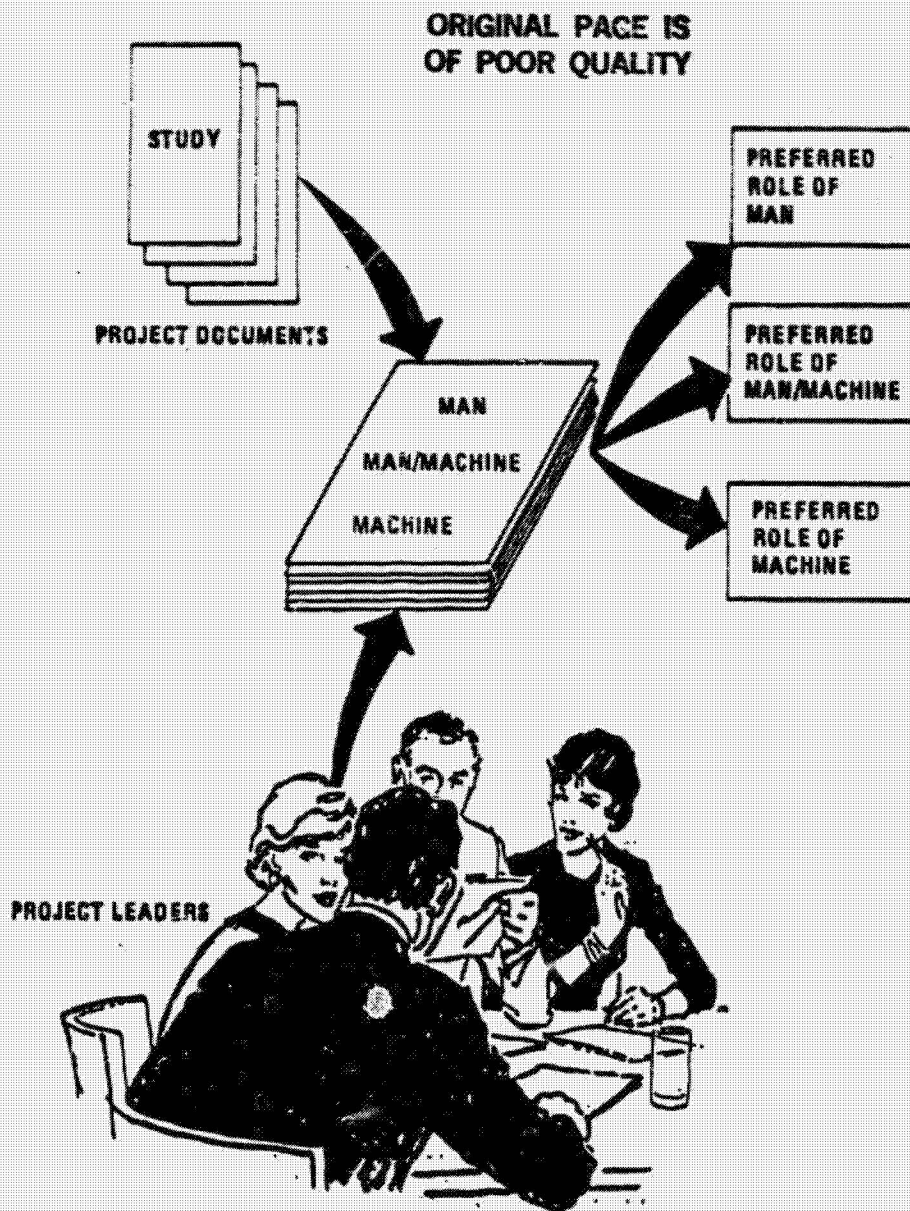 ORIGINAL PAGE IS
OF POOR QUALITY
STUDY
PROJECT DOCUMENTS
PREFERRED
ROLE OF
MAN
PREFERRED
ROLE OF
MAN/MACHINE
PREFERRED
ROLE OF
MACHINE
MAN
MAN/MACHINE
MACHINE
PROJECT LEADERS